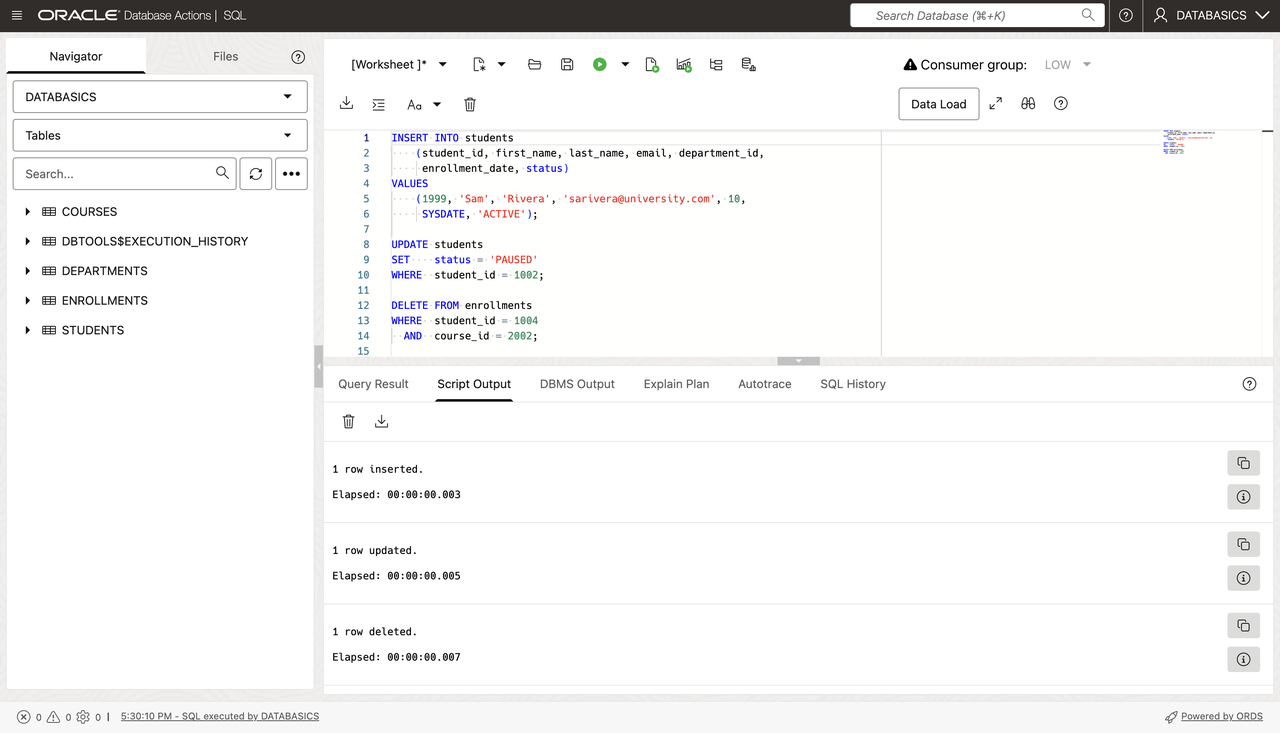 ORACLE Database Actions | SQL
Search Database (⌘+K)
DATABASICS
Navigator
Files
DATABASICS
Tables
Search...
COURSES
DBTOOLS$EXECUTION_HISTORY
DEPARTMENTS
ENROLLMENTS
STUDENTS
[Worksheet ]*
Consumer group:
LOW
Aa
Data Load
1 INSERT INTO students
2 (student_id, first_name, last_name, email, department_id,
3 enrollment_date, status)
4 VALUES
5 (1999, 'Sam', 'Rivera', 'sarivera@university.com', 10,
6 SYSDATE, 'ACTIVE');
7
8 UPDATE students
9 SET status = 'PAUSED'
10 WHERE student_id = 1002;
11
12 DELETE FROM enrollments
13 WHERE student_id = 1004
14 AND course_id = 2002;
15
Query Result
Script Output
DBMS Output
Explain Plan
Autotrace
SQL History
1 row inserted.
Elapsed: 00:00:00.003
1 row updated.
Elapsed: 00:00:00.005
1 row deleted.
Elapsed: 00:00:00.007
0 0 0 | 5:30:10 PM - SQL executed by DATABASICS
Powered by ORDS